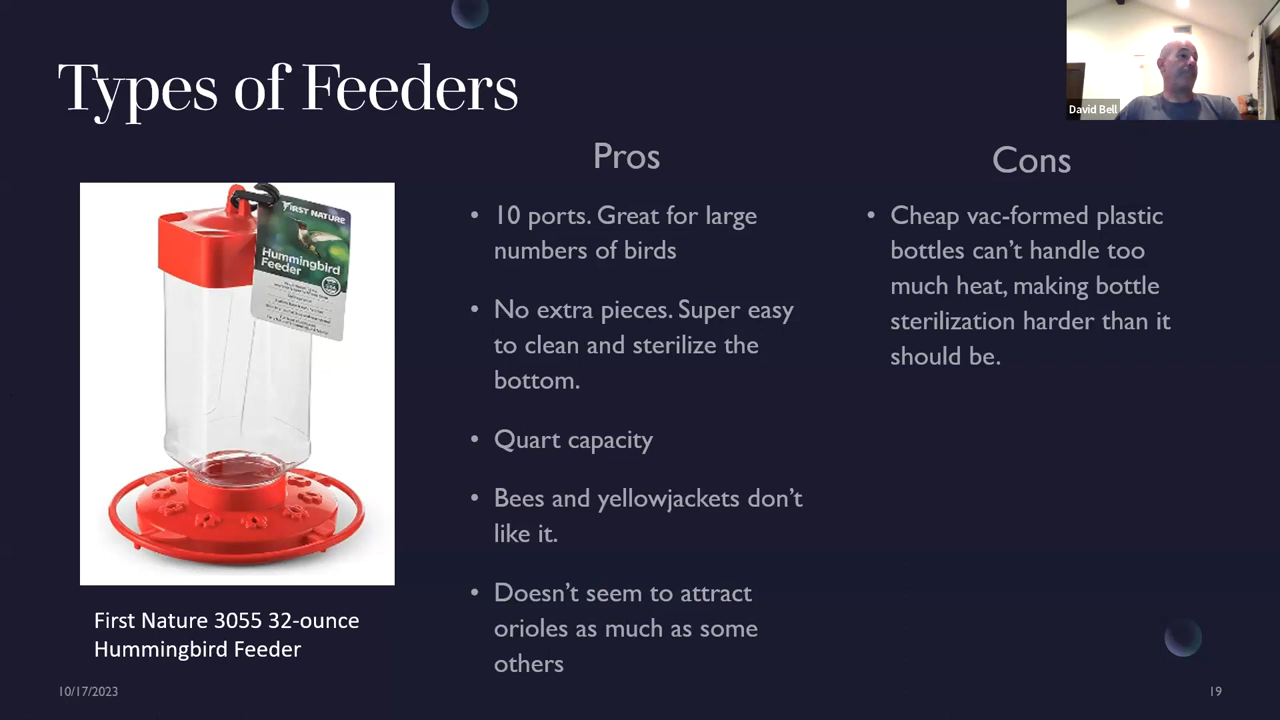 Types of Feeders
David Bell
FIRST NATURE
Hummingbird
Feeder
First Nature 3055 32-ounce
Hummingbird Feeder
Pros
• 10 ports. Great for large
numbers of birds
• No extra pieces. Super easy
to clean and sterilize the
bottom.
• Quart capacity
• Bees and yellowjackets don’t
like it.
• Doesn’t seem to attract
orioles as much as some
others
Cons
• Cheap vac-formed plastic
bottles can’t handle too
much heat, making bottle
sterilization harder than it
should be.
10/17/2023
19